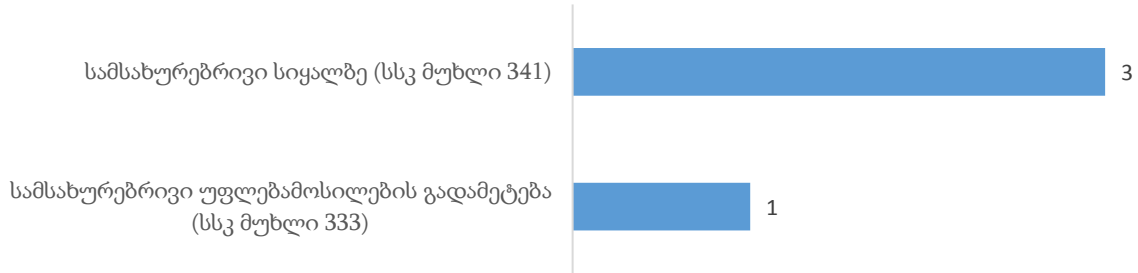 სამსახურებრივი სიყალბე (სსკ მუხლი 341)
3
სამსახურებრივი უფლებამოსილების გადამეტება
(სსკ მუხლი 333)
1